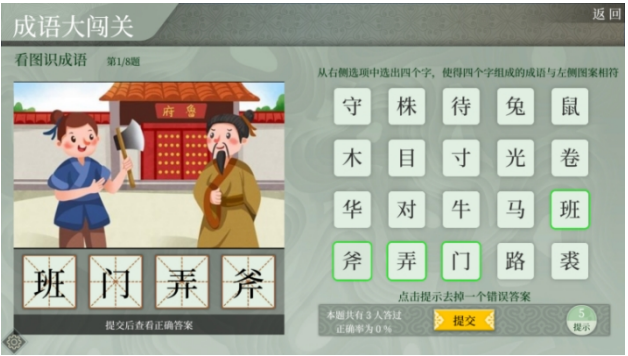 成语大闯关
返回
看图识成语 第1/8题
从右侧选项中选出四个字，使得四个字组成的成语与左侧图案相符
鲁府
守 株 待 兔 鼠
木 目 寸 光 卷
华 对 牛 马 班
斧 弄 门 路 裘
班 门 弄 斧
提交后查看正确答案
点击提示去掉一个错误答案
本题共有3人答过
正确率为0%
提交
5
提示